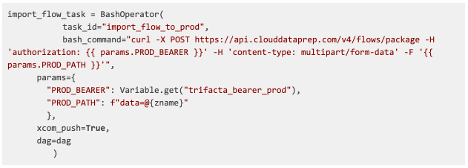 import_flow_task = BashOperator(
task_id="import_flow_to_prod",
bash_command="curl -X POST https://api.clouddataprep.com/v4/flows/package -H
'authorization: {{ params.PROD_BEARER }}' -H 'content-type: multipart/form-data' -F '{{
params.PROD_PATH }}'",
params={
"PROD_BEARER": Variable.get("trifacta_bearer_prod"),
"PROD_PATH": f"data=@{zname}"
},
xcom_push=True,
dag=dag
)